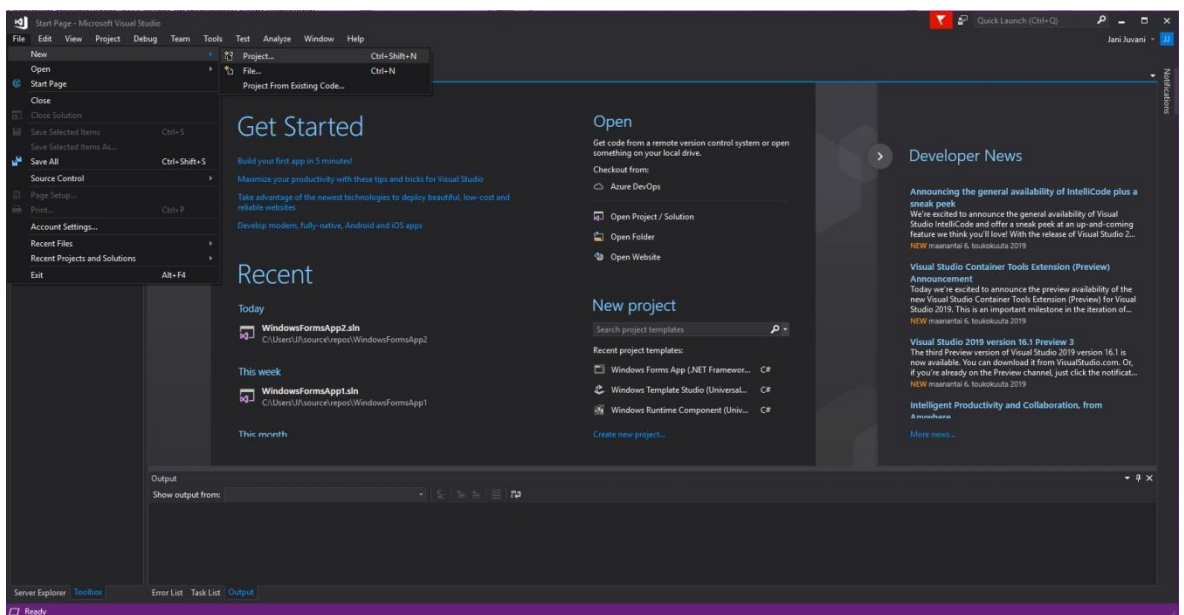 Start Page - Microsoft Visual Studio
Quick Launch (Ctrl+Q)
File Edit View Project Debug Team Tools Test Analyze Window Help
Jani Juvani JJ
New
Open
Start Page
Close
Close Solution
Save Selected Items Ctrl+S
Save Selected Items As...
Save All Ctrl+Shift+S
Source Control
Page Setup...
Print... Ctrl+P
Account Settings...
Recent Files
Recent Projects and Solutions
Exit Alt+F4
Project... Ctrl+Shift+N
File... Ctrl+N
Project From Existing Code...
Notifications
Get Started
Build your first app in 5 minutes!
Maximize your productivity with these tips and tricks for Visual Studio
Take advantage of the newest technologies to deploy beautiful, low-cost and
reliable websites
Develop modern, fully-native, Android and iOS apps
Recent
Today
WindowsFormsApp2.sln
C:\Users\JJ\source\repos\WindowsFormsApp2
This week
WindowsFormsApp1.sln
C:\Users\JJ\source\repos\WindowsFormsApp1
This month
Open
Get code from a remote version control system or open
something on your local drive.
Checkout from:
Azure DevOps
Open Project / Solution
Open Folder
Open Website
New project
Search project templates
Recent project templates:
Windows Forms App (.NET Framewor... C#
Windows Template Studio (Universal... C#
Windows Runtime Component (Univ... C#
Create new project...
Developer News
Announcing the general availability of IntelliCode plus a
sneak peek
We're excited to announce the general availability of Visual
Studio IntelliCode and offer a sneak peek at an up-and-coming
feature we think you'll love! With the release of Visual Studio 2...
NEW maanantai 6. toukokuuta 2019
Visual Studio Container Tools Extension (Preview)
Announcement
Today we're excited to announce the preview availability of the
new Visual Studio Container Tools Extension (Preview) for Visual
Studio 2019. This is an important milestone in the iteration of...
NEW maanantai 6. toukokuuta 2019
Visual Studio 2019 version 16.1 Preview 3
The third Preview version of Visual Studio 2019 version 16.1 is
now available. You can download it from VisualStudio.com. Or,
if you're already on the Preview channel, just click the notificat...
NEW maanantai 6. toukokuuta 2019
Intelligent Productivity and Collaboration, from
Anywhere
More news...
Output
Show output from:
Server Explorer Toolbox
Error List Task List Output
Ready